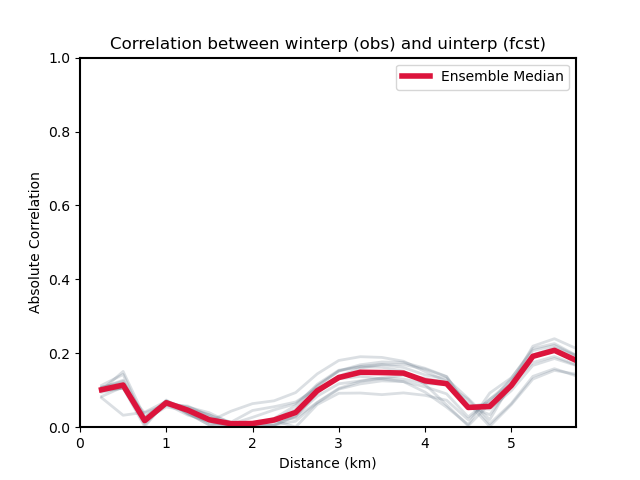 Correlation between winterp (obs) and uinterp (fcst)
Ensemble Median
Absolute Correlation
1.0
0.8
0.6
0.4
0.2
0.0
0 1 2 3 4 5
Distance (km)